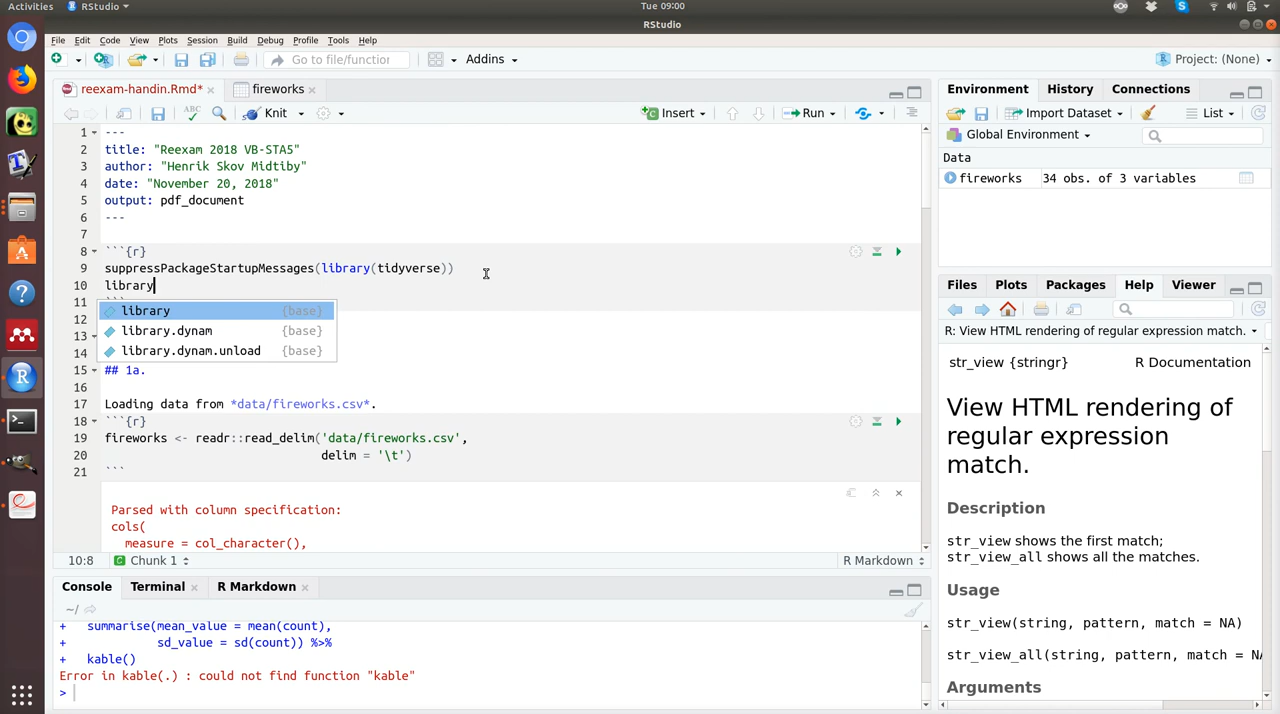 Activities RStudio Tue 09:00
RStudio
File Edit Code View Plots Session Build Debug Profile Tools Help
Go to file/function Addins Project: (None)
reexam-handin.Rmd* fireworks
Knit Insert Run
1 ---
2 title: "Reexam 2018 VB-STA5"
3 author: "Henrik Skov Midtiby"
4 date: "November 20, 2018"
5 output: pdf_document
6 ---
7
8 ```{r}
9 suppressPackageStartupMessages(library(tidyverse))
10 library
11 ```
library {base}
12
library.dynam {base}
13
library.dynam.unload {base}
14
15 ## 1a.
16
17 Loading data from *data/fireworks.csv*.
18 ```{r}
19 fireworks <- readr::read_delim('data/fireworks.csv',
20 delim = '\t')
21 ```
Parsed with column specification:
cols(
measure = col_character(),
10:8 Chunk 1 R Markdown
Console Terminal R Markdown
~/
+ summarise(mean_value = mean(count),
+ sd_value = sd(count)) %>%
+ kable()
Error in kable(.) : could not find function "kable"
>
Environment History Connections
Import Dataset List
Global Environment
Data
fireworks 34 obs. of 3 variables
Files Plots Packages Help Viewer
R: View HTML rendering of regular expression match.
str_view {stringr} R Documentation
View HTML rendering of
regular expression
match.
Description
str_view shows the first match;
str_view_all shows all the matches.
Usage
str_view(string, pattern, match = NA)
str_view_all(string, pattern, match = NA
Arguments